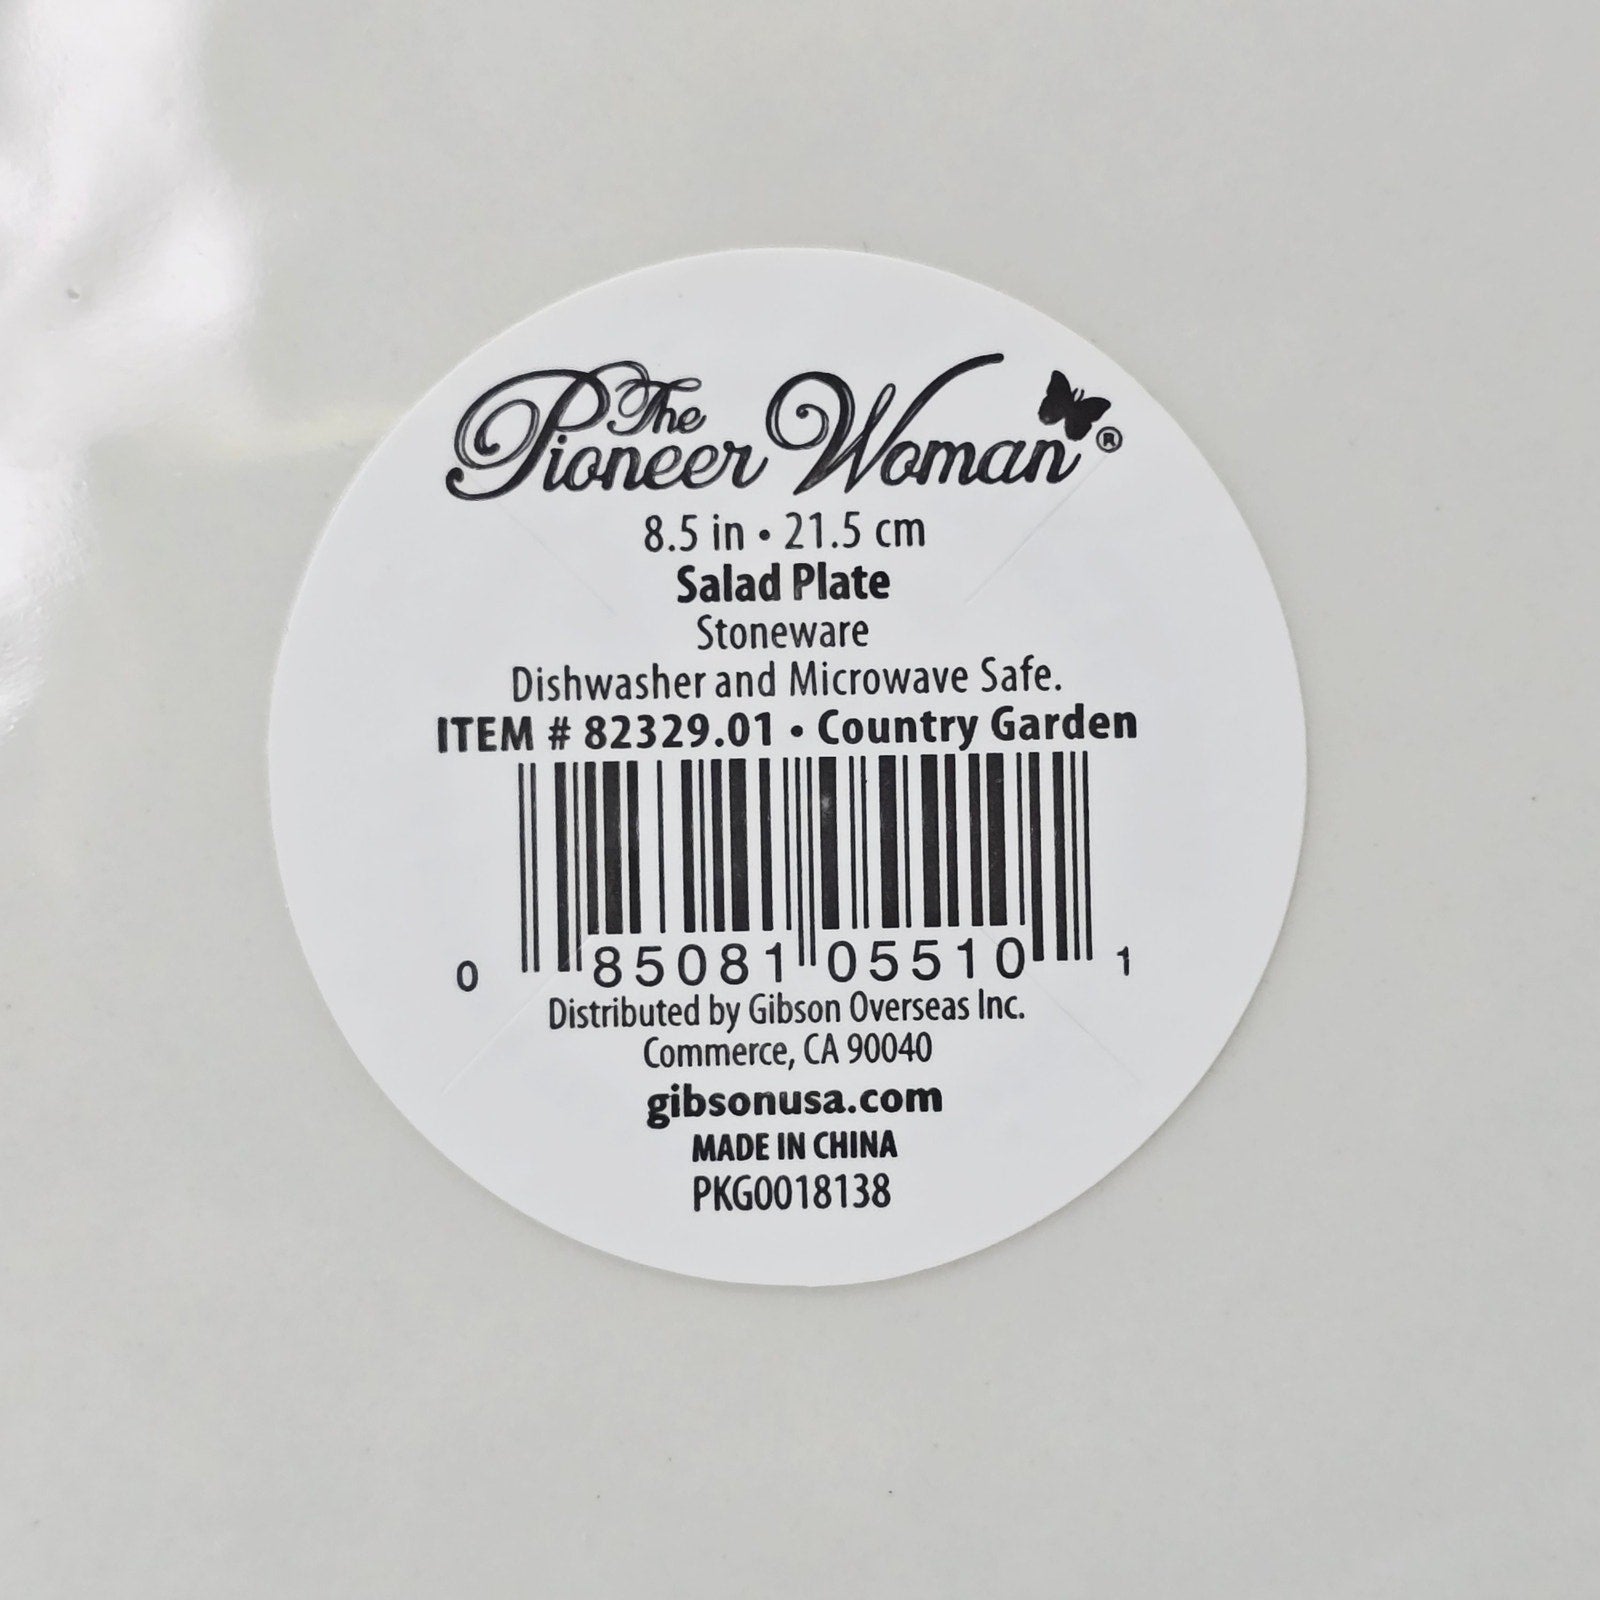 The
Pioneer Woman®
8.5 in • 21.5 cm
Salad Plate
Stoneware
Dishwasher and Microwave Safe.
ITEM # 82329.01 • Country Garden
0 85081 05510 1
Distributed by Gibson Overseas Inc.
Commerce, CA 90040
gibsonusa.com
MADE IN CHINA
PKG0018138